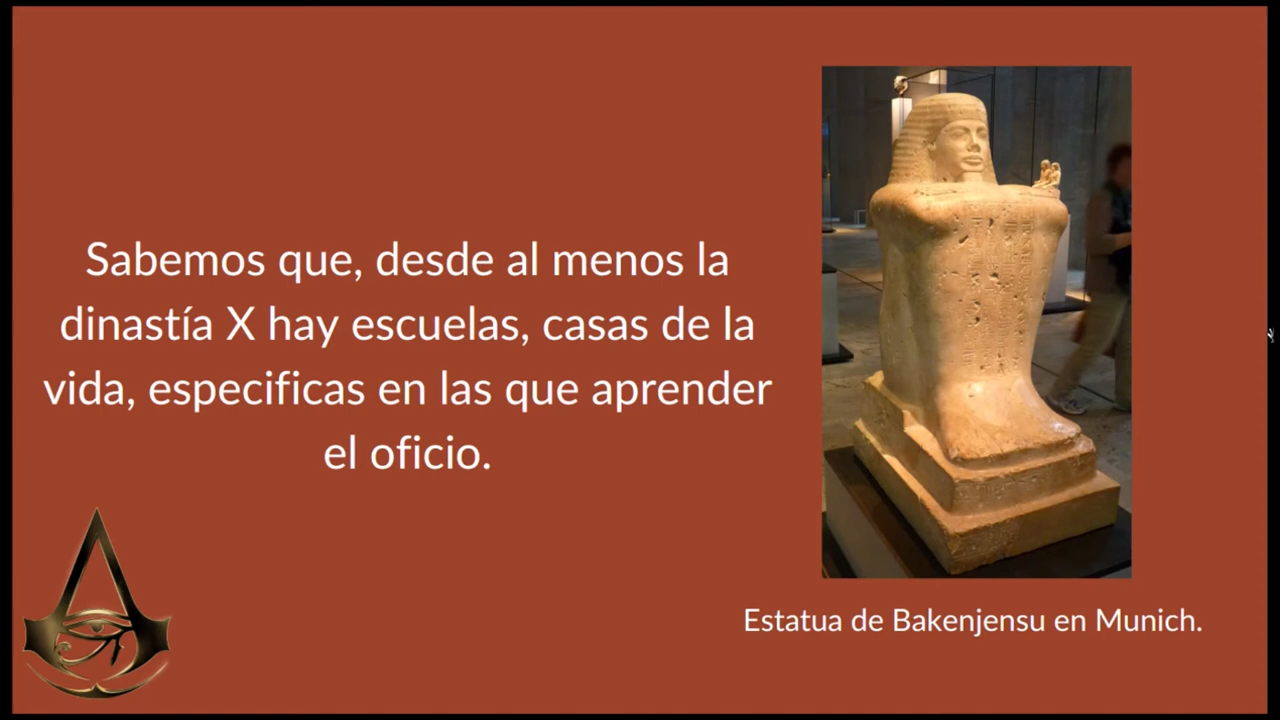 Sabemos que, desde al menos la
dinastía X hay escuelas, casas de la
vida, especificas en las que aprender
el oficio.
Estatua de Bakenjensu en Munich.